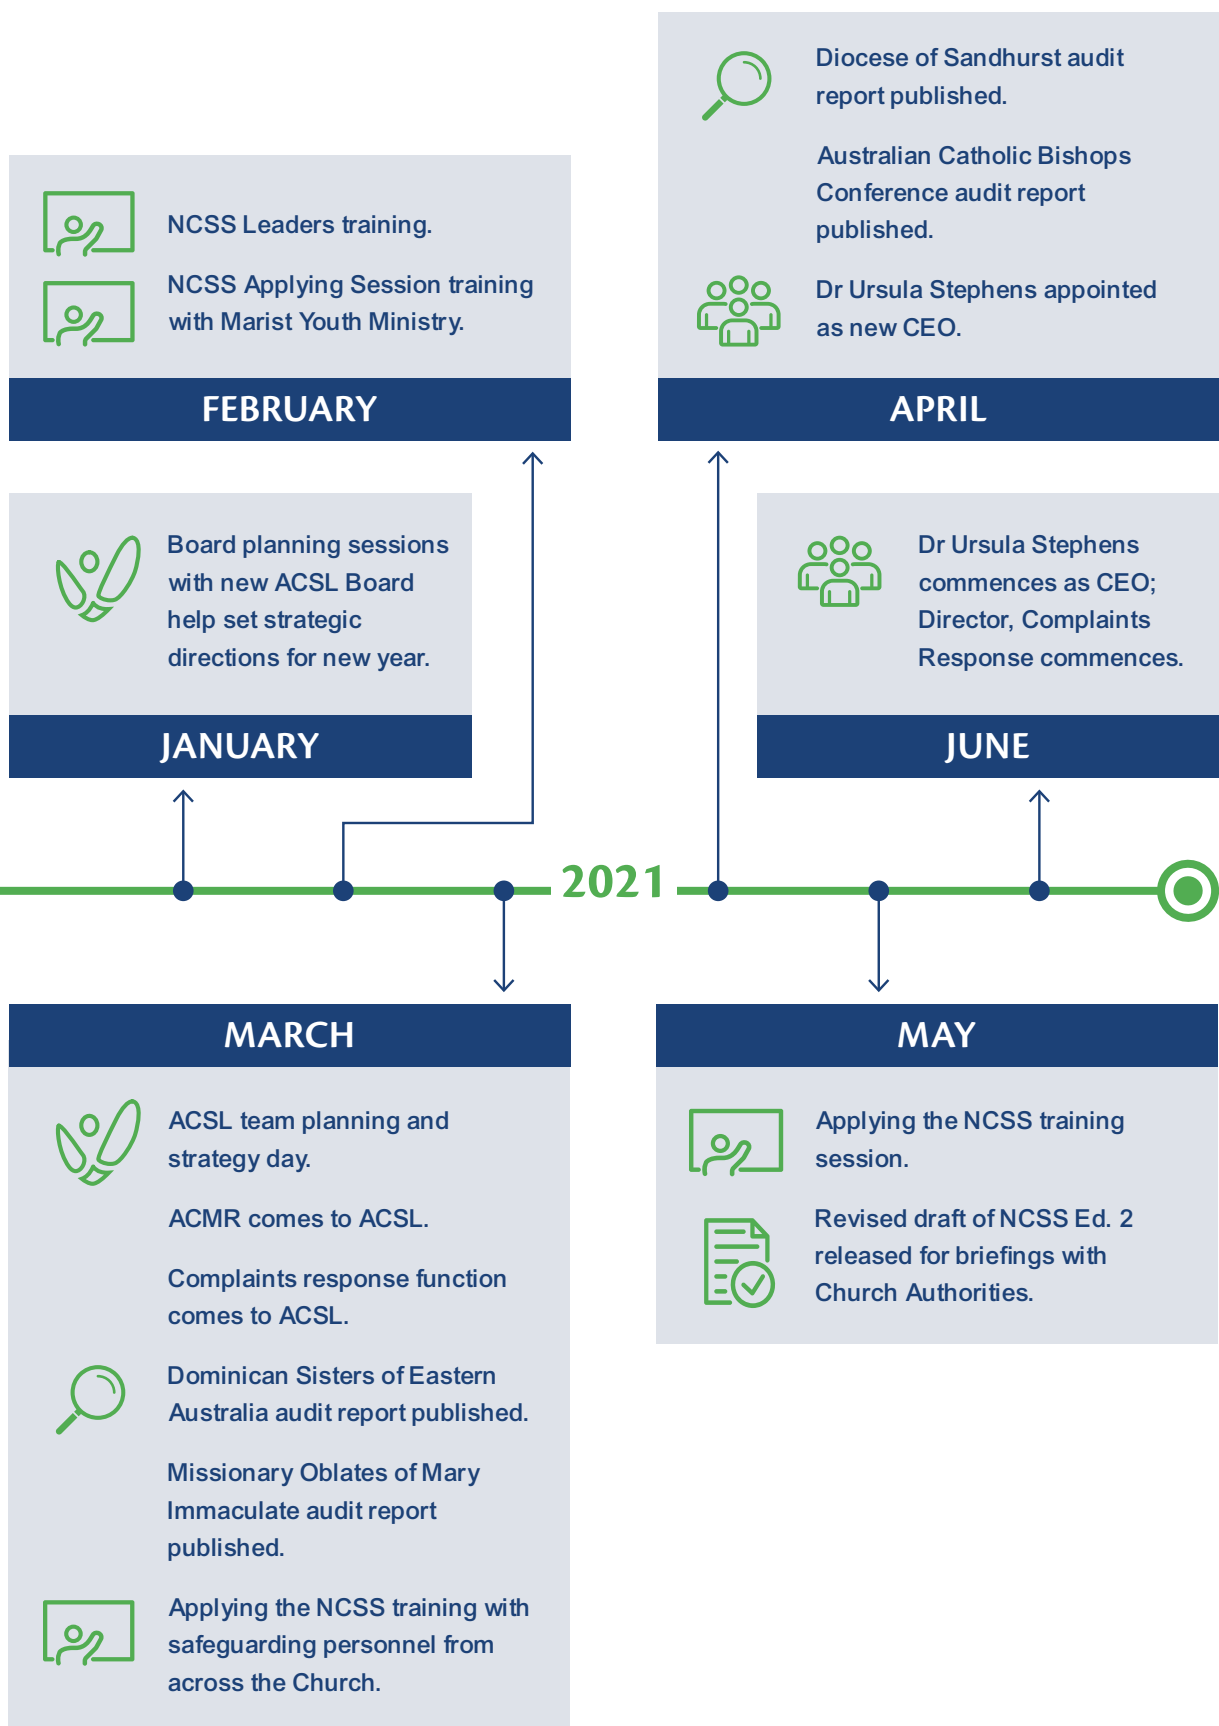 NCSS Leaders training.
NCSS Applying Session training
with Marist Youth Ministry.
FEBRUARY
Diocese of Sandhurst audit
report published.
Australian Catholic Bishops
Conference audit report
published.
Dr Ursula Stephens appointed
as new CEO.
APRIL
Board planning sessions
with new ACSL Board
help set strategic
directions for new year.
JANUARY
Dr Ursula Stephens
commences as CEO;
Director, Complaints
Response commences.
JUNE
2021
MARCH
ACSL team planning and
strategy day.
ACMR comes to ACSL.
Complaints response function
comes to ACSL.
Dominican Sisters of Eastern
Australia audit report published.
Missionary Oblates of Mary
Immaculate audit report
published.
Applying the NCSS training with
safeguarding personnel from
across the Church.
MAY
Applying the NCSS training
session.
Revised draft of NCSS Ed. 2
released for briefings with
Church Authorities.